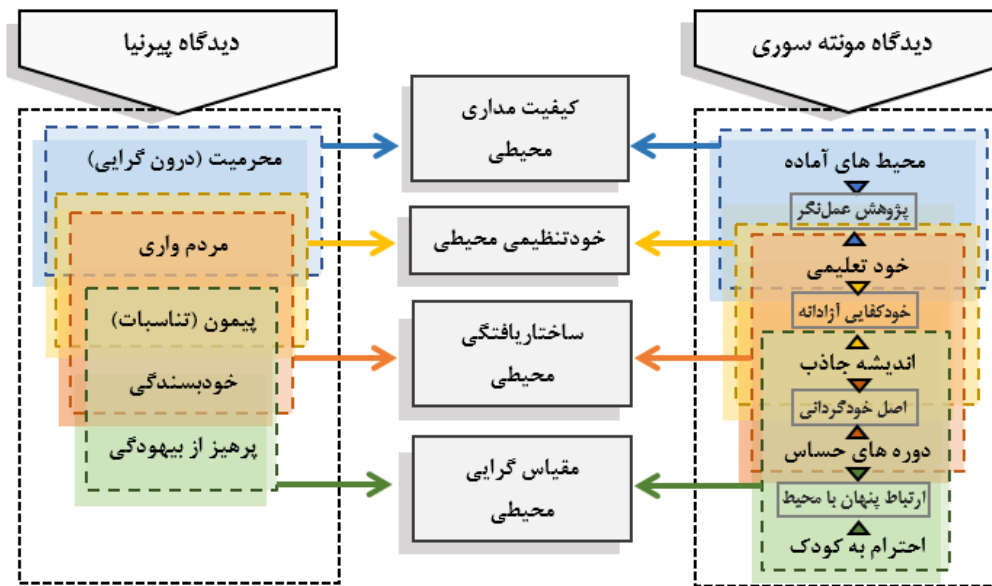 دیدگاه مونته سوری
محیط های آماده
پژوهش عمل‌نگر
خود تعلیمی
خودکفایی آزادانه
اندیشه جاذب
اصل خودگردانی
دوره های حساس
ارتباط پنهان با محیط
احترام به کودک
کیفیت مداری
محیطی
خودتنظیمی محیطی
ساختاریافتگی
محیطی
مقیاس گرایی
محیطی
دیدگاه پیرنیا
محرمیت (درون گرایی)
مردم واری
پیمون (تناسبات)
خودبسندگی
پرهیز از بیهودگی